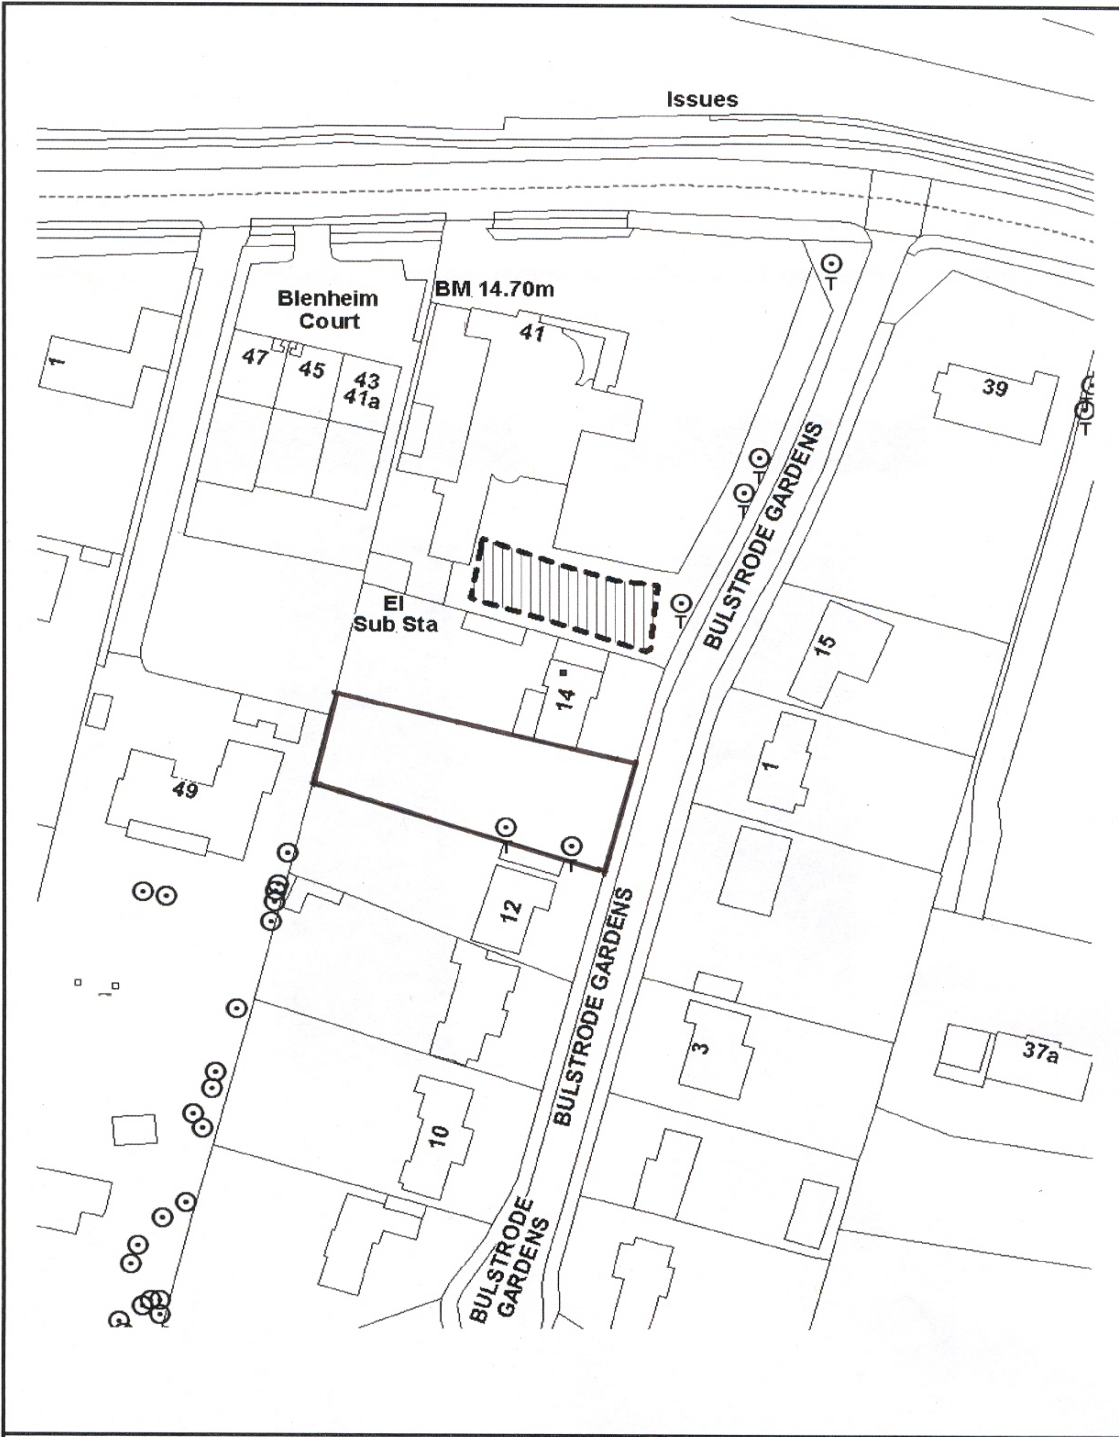 Issues
BM 14.70m
Blenheim
Court
41
47
45
43
41a
1
39
T
T
T
T
T
BULSTRODE GARDENS
El
Sub Sta
15
14
1
49
T
T
12
BULSTRODE GARDENS
3
37a
10
BULSTRODE
GARDENS